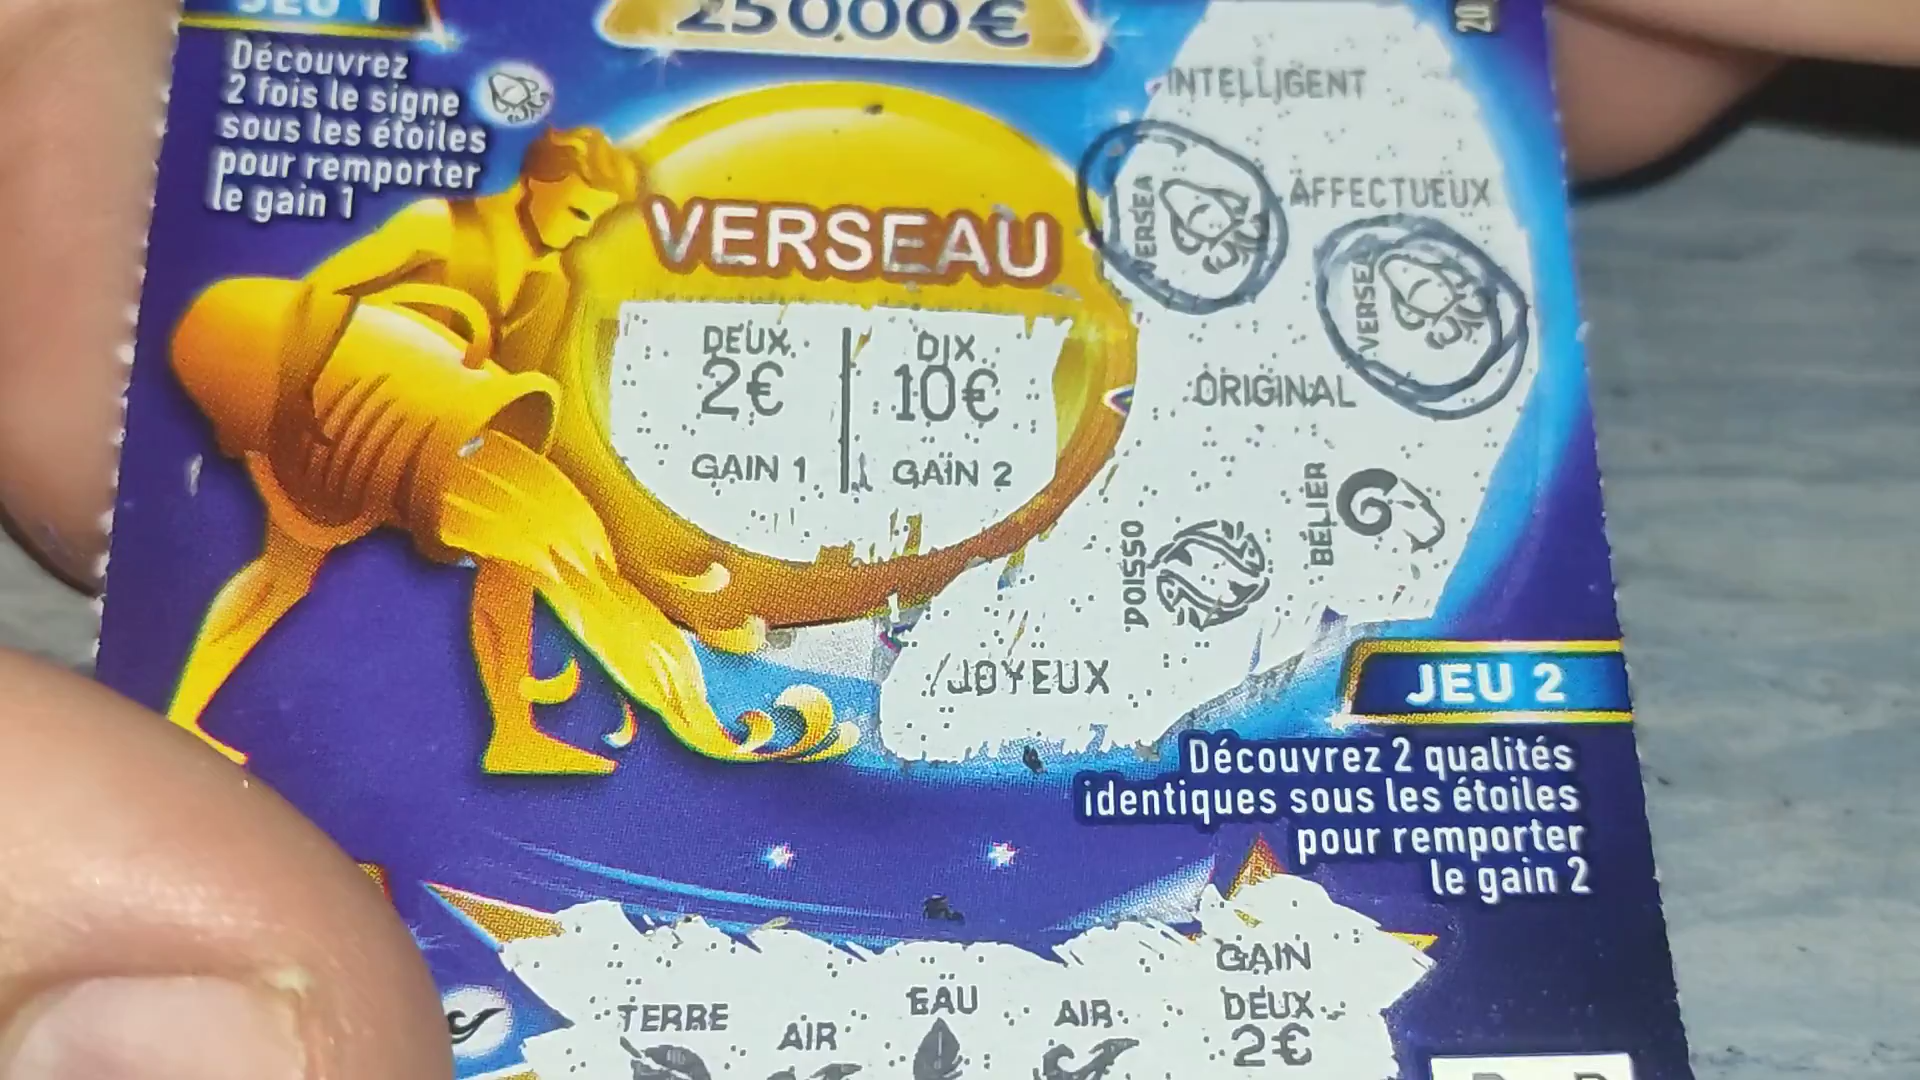 JEU 1
25000€
Découvrez
2 fois le signe
sous les étoiles
pour remporter
le gain 1
VERSEAU
DEUX
2€
GAIN 1
DIX
10€
GAIN 2
INTELLIGENT
VERSEA
AFFECTUEUX
VERSEA
ORIGINAL
BÉLIER
POISSO
JOYEUX
JEU 2
Découvrez 2 qualités
identiques sous les étoiles
pour remporter
le gain 2
TERRE
AIR
EAU
AIR
GAIN
DEUX
2€